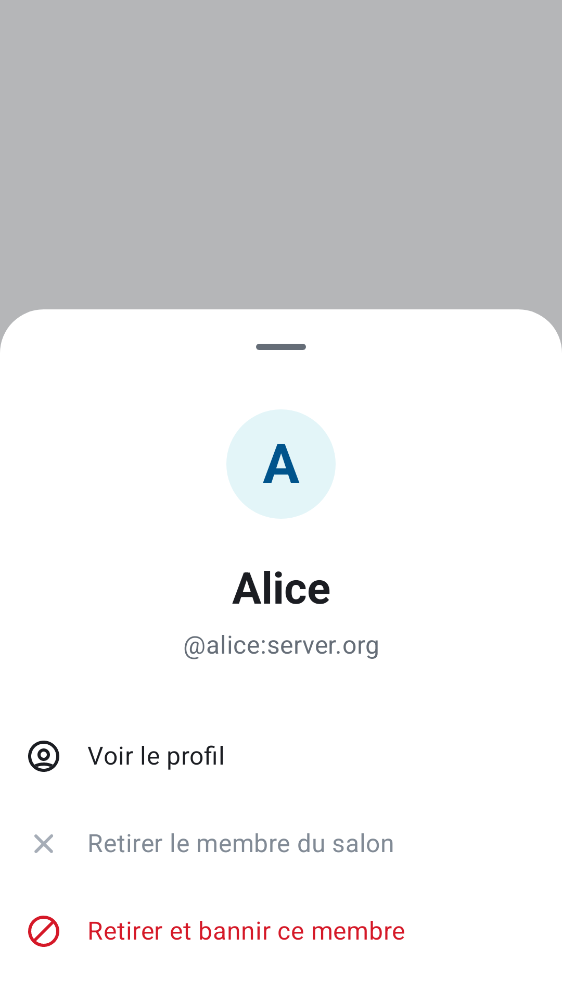 A
Alice
@alice:server.org
Voir le profil
Retirer le membre du salon
Retirer et bannir ce membre